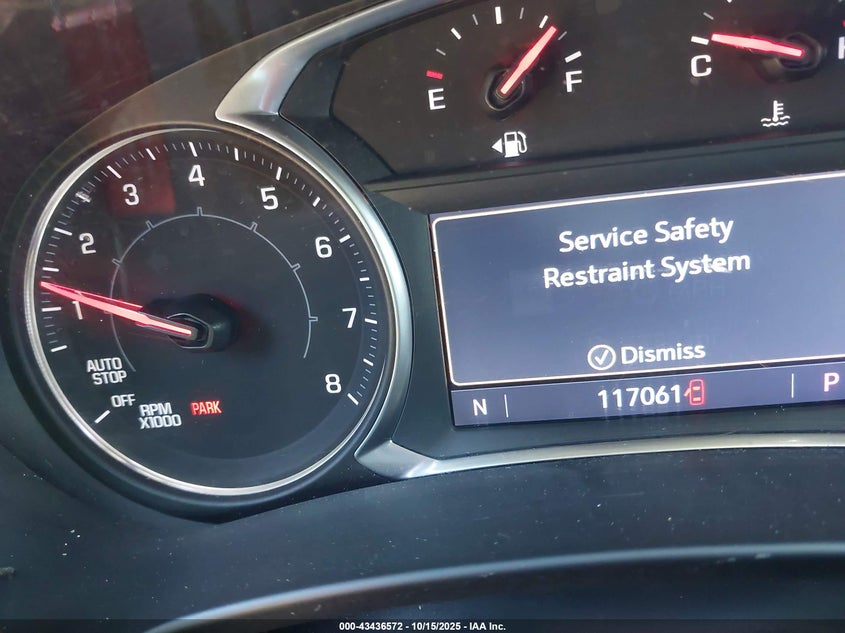 E
F
C
H
1
2
3
4
5
6
7
8
AUTO
STOP
OFF
RPM
X1000
PARK
Service Safety
Restraint System
Dismiss
N
117061
P
000-43436572 - 10/15/2025 - IAA Inc.